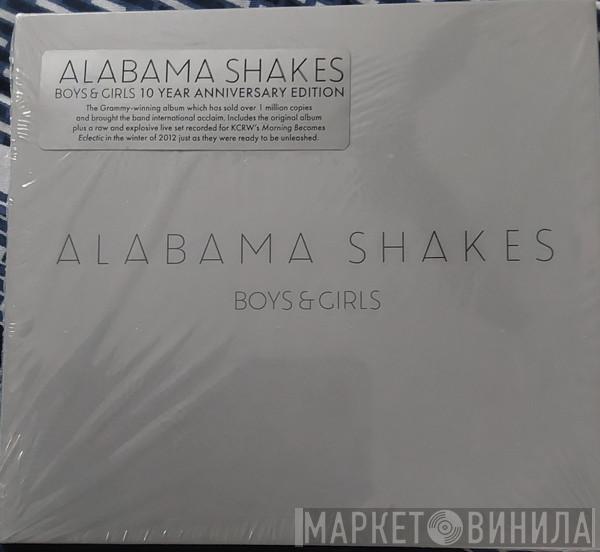 ALABAMA SHAKES
BOYS & GIRLS 10 YEAR ANNIVERSARY EDITION
The Grammy-winning album which has sold over 1 million copies
and brought the band international acclaim. Includes the original album
plus a raw and explosive live set recorded for KCRW's Morning Becomes
Eclectic in the winter of 2012 just as they were ready to be unleashed.
ALABAMA SHAKES
BOYS & GIRLS
МАРКЕТ ВИНИЛА